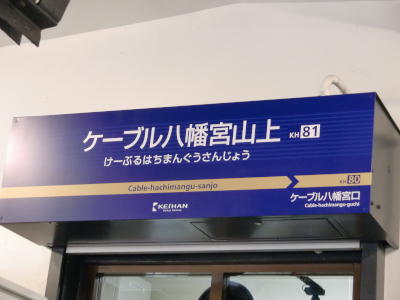 ケーブル八幡宮山上 KH 81
けーぶるはちまんぐうさんじょう
Cable-hachimangu-sanjo
KH 80
ケーブル八幡宮口
Cable-hachimangu-guchi
KEIHAN